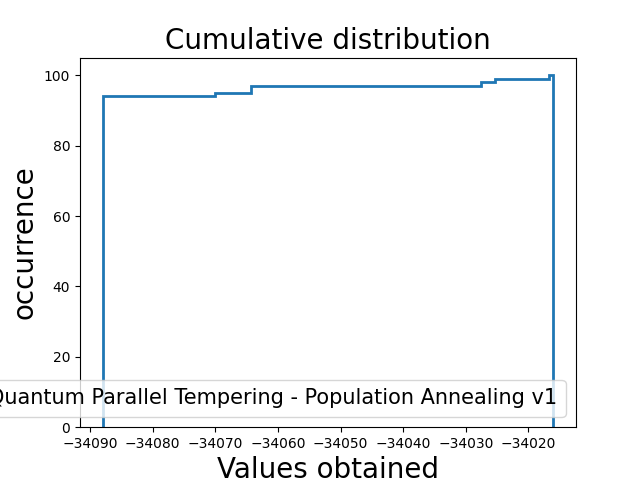 Cumulative distribution
occurrence
100
80
60
40
20
0
Parallel Tempering - Population Annealing v1
−34090 −34080 −34070 −34060 −34050 −34040 −34030 −34020
Values obtained